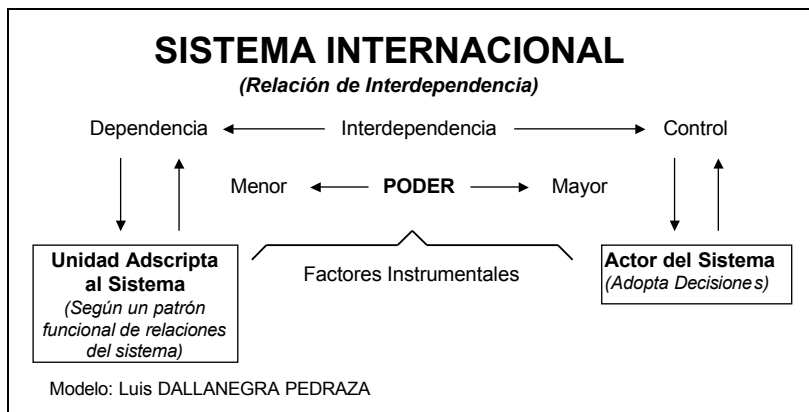 SISTEMA INTERNACIONAL
(Relación de Interdependencia)
Dependencia Interdependencia Control
Menor PODER Mayor
Unidad Adscripta
al Sistema
(Según un patrón
funcional de relaciones
del sistema)
Factores Instrumentales
Actor del Sistema
(Adopta Decisiones)
Modelo: Luis DALLANEGRA PEDRAZA